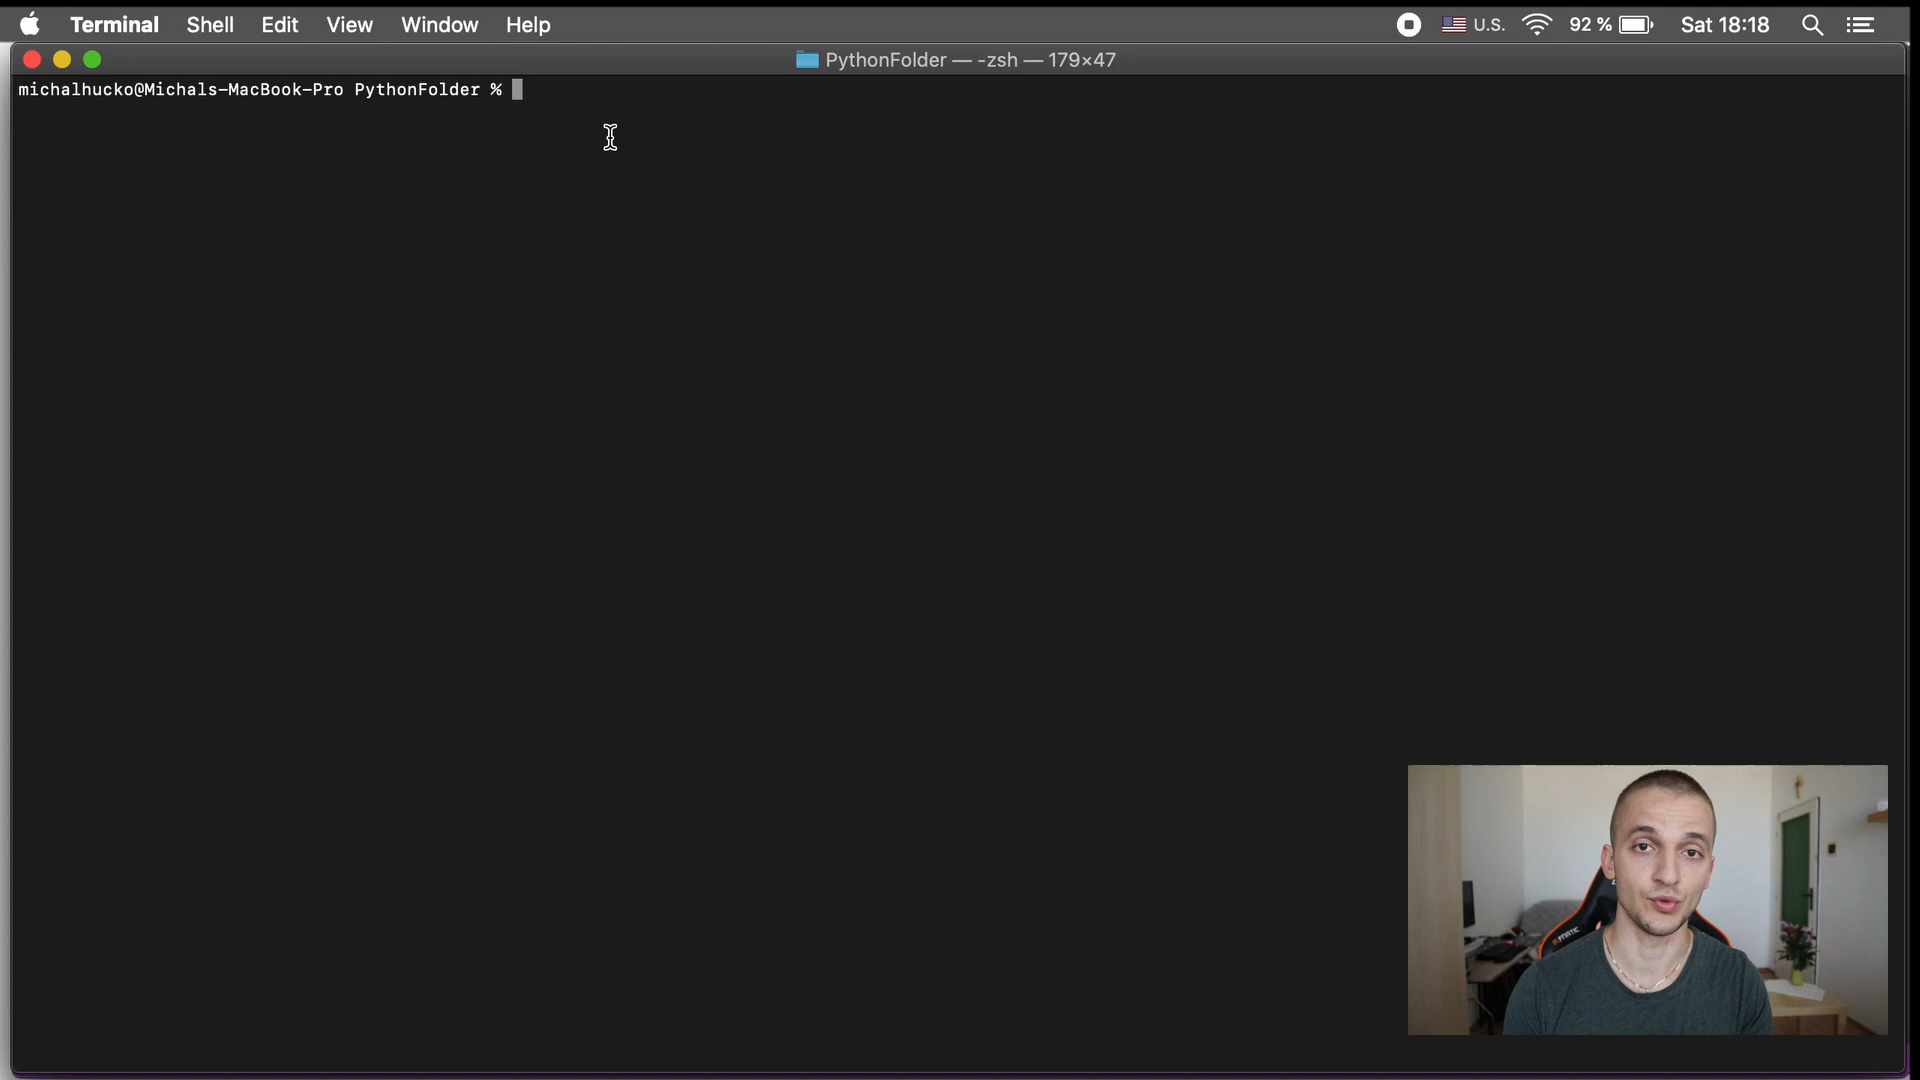 Terminal Shell Edit View Window Help U.S. 92 % Sat 18:18
PythonFolder — -zsh — 179×47
michalhucko@Michals-MacBook-Pro PythonFolder %
FNATIC